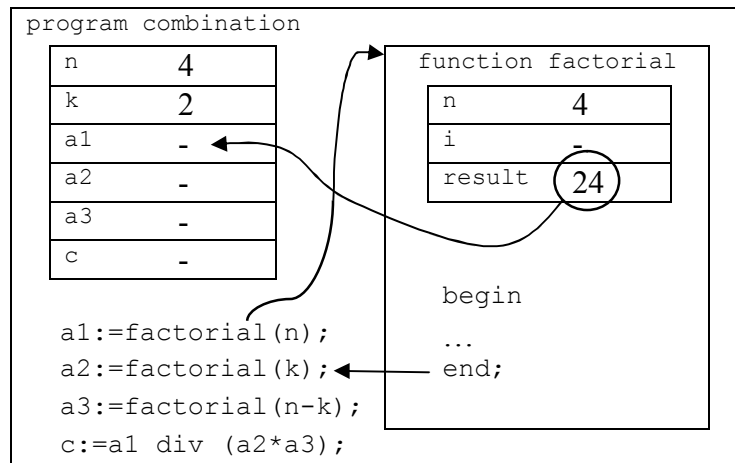 program combination
n 4
k 2
a1 -
a2 -
a3 -
c -
a1:=factorial(n);
a2:=factorial(k);
a3:=factorial(n-k);
c:=a1 div (a2*a3);
function factorial
n 4
i -
result 24
begin
…
end;